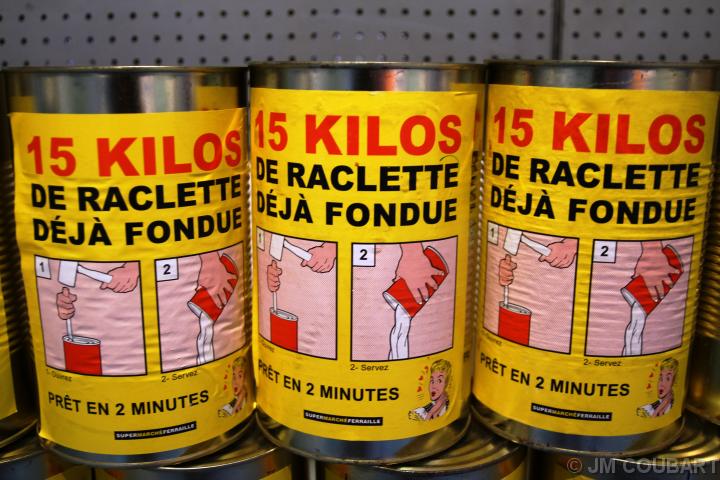 15 KILOS
DE RACLETTE
DÉJÀ FONDUE
1
2
1- Ouvrez
2- Servez
PRÊT EN 2 MINUTES
SUPERMARCHÉFERRAILLE
15 KILOS
DE RACLETTE
DÉJÀ FONDUE
1
2
2- Servez
PRÊT EN 2 MINUTES
SUPERMARCHÉFERRAILLE
15 KILOS
DE RACLETTE
DÉJÀ FONDUE
1
2
1- Ouvrez
2- Servez
PRÊT EN 2 MINUTES
SUPERMARCHÉFERRAILLE
© JM COUBART